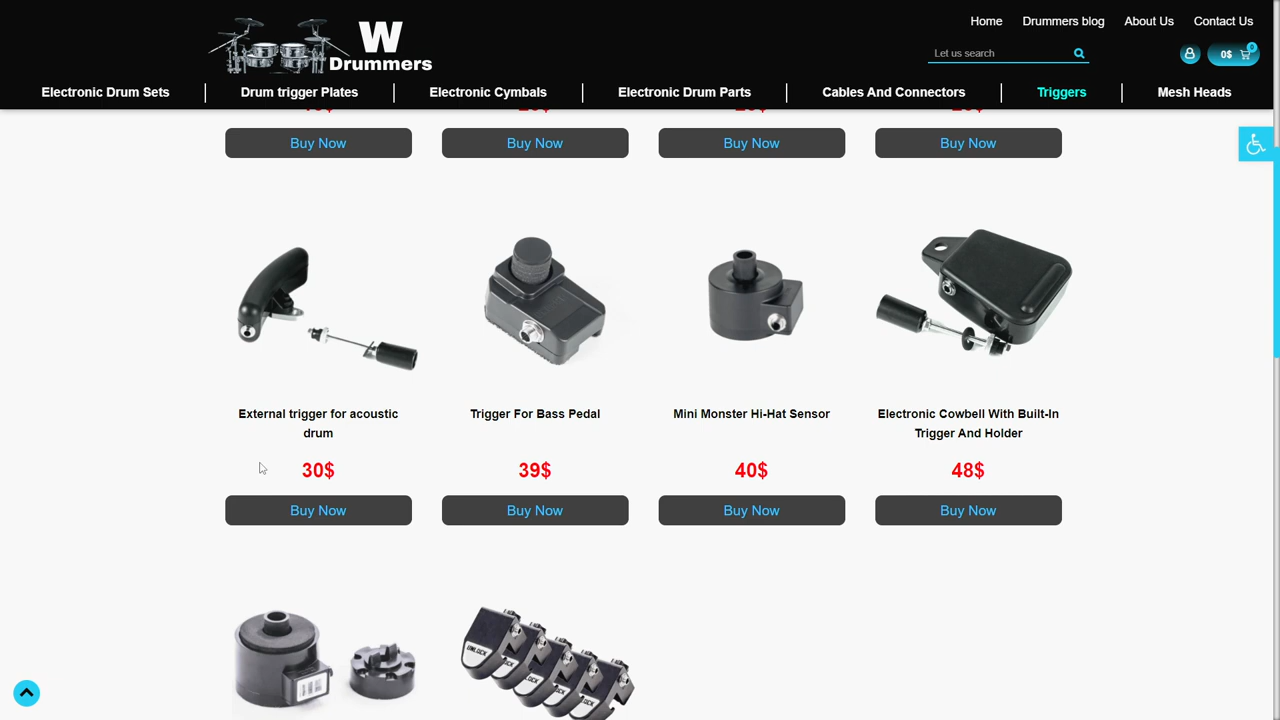 W
Drummers
Home Drummers blog About Us Contact Us
Let us search
0$ 0
Electronic Drum Sets Drum trigger Plates Electronic Cymbals Electronic Drum Parts Cables And Connectors Triggers Mesh Heads
Buy Now Buy Now Buy Now Buy Now
External trigger for acoustic
drum
Trigger For Bass Pedal
Mini Monster Hi-Hat Sensor
Electronic Cowbell With Built-In
Trigger And Holder
30$ 39$ 40$ 48$
Buy Now Buy Now Buy Now Buy Now
UNLOCK